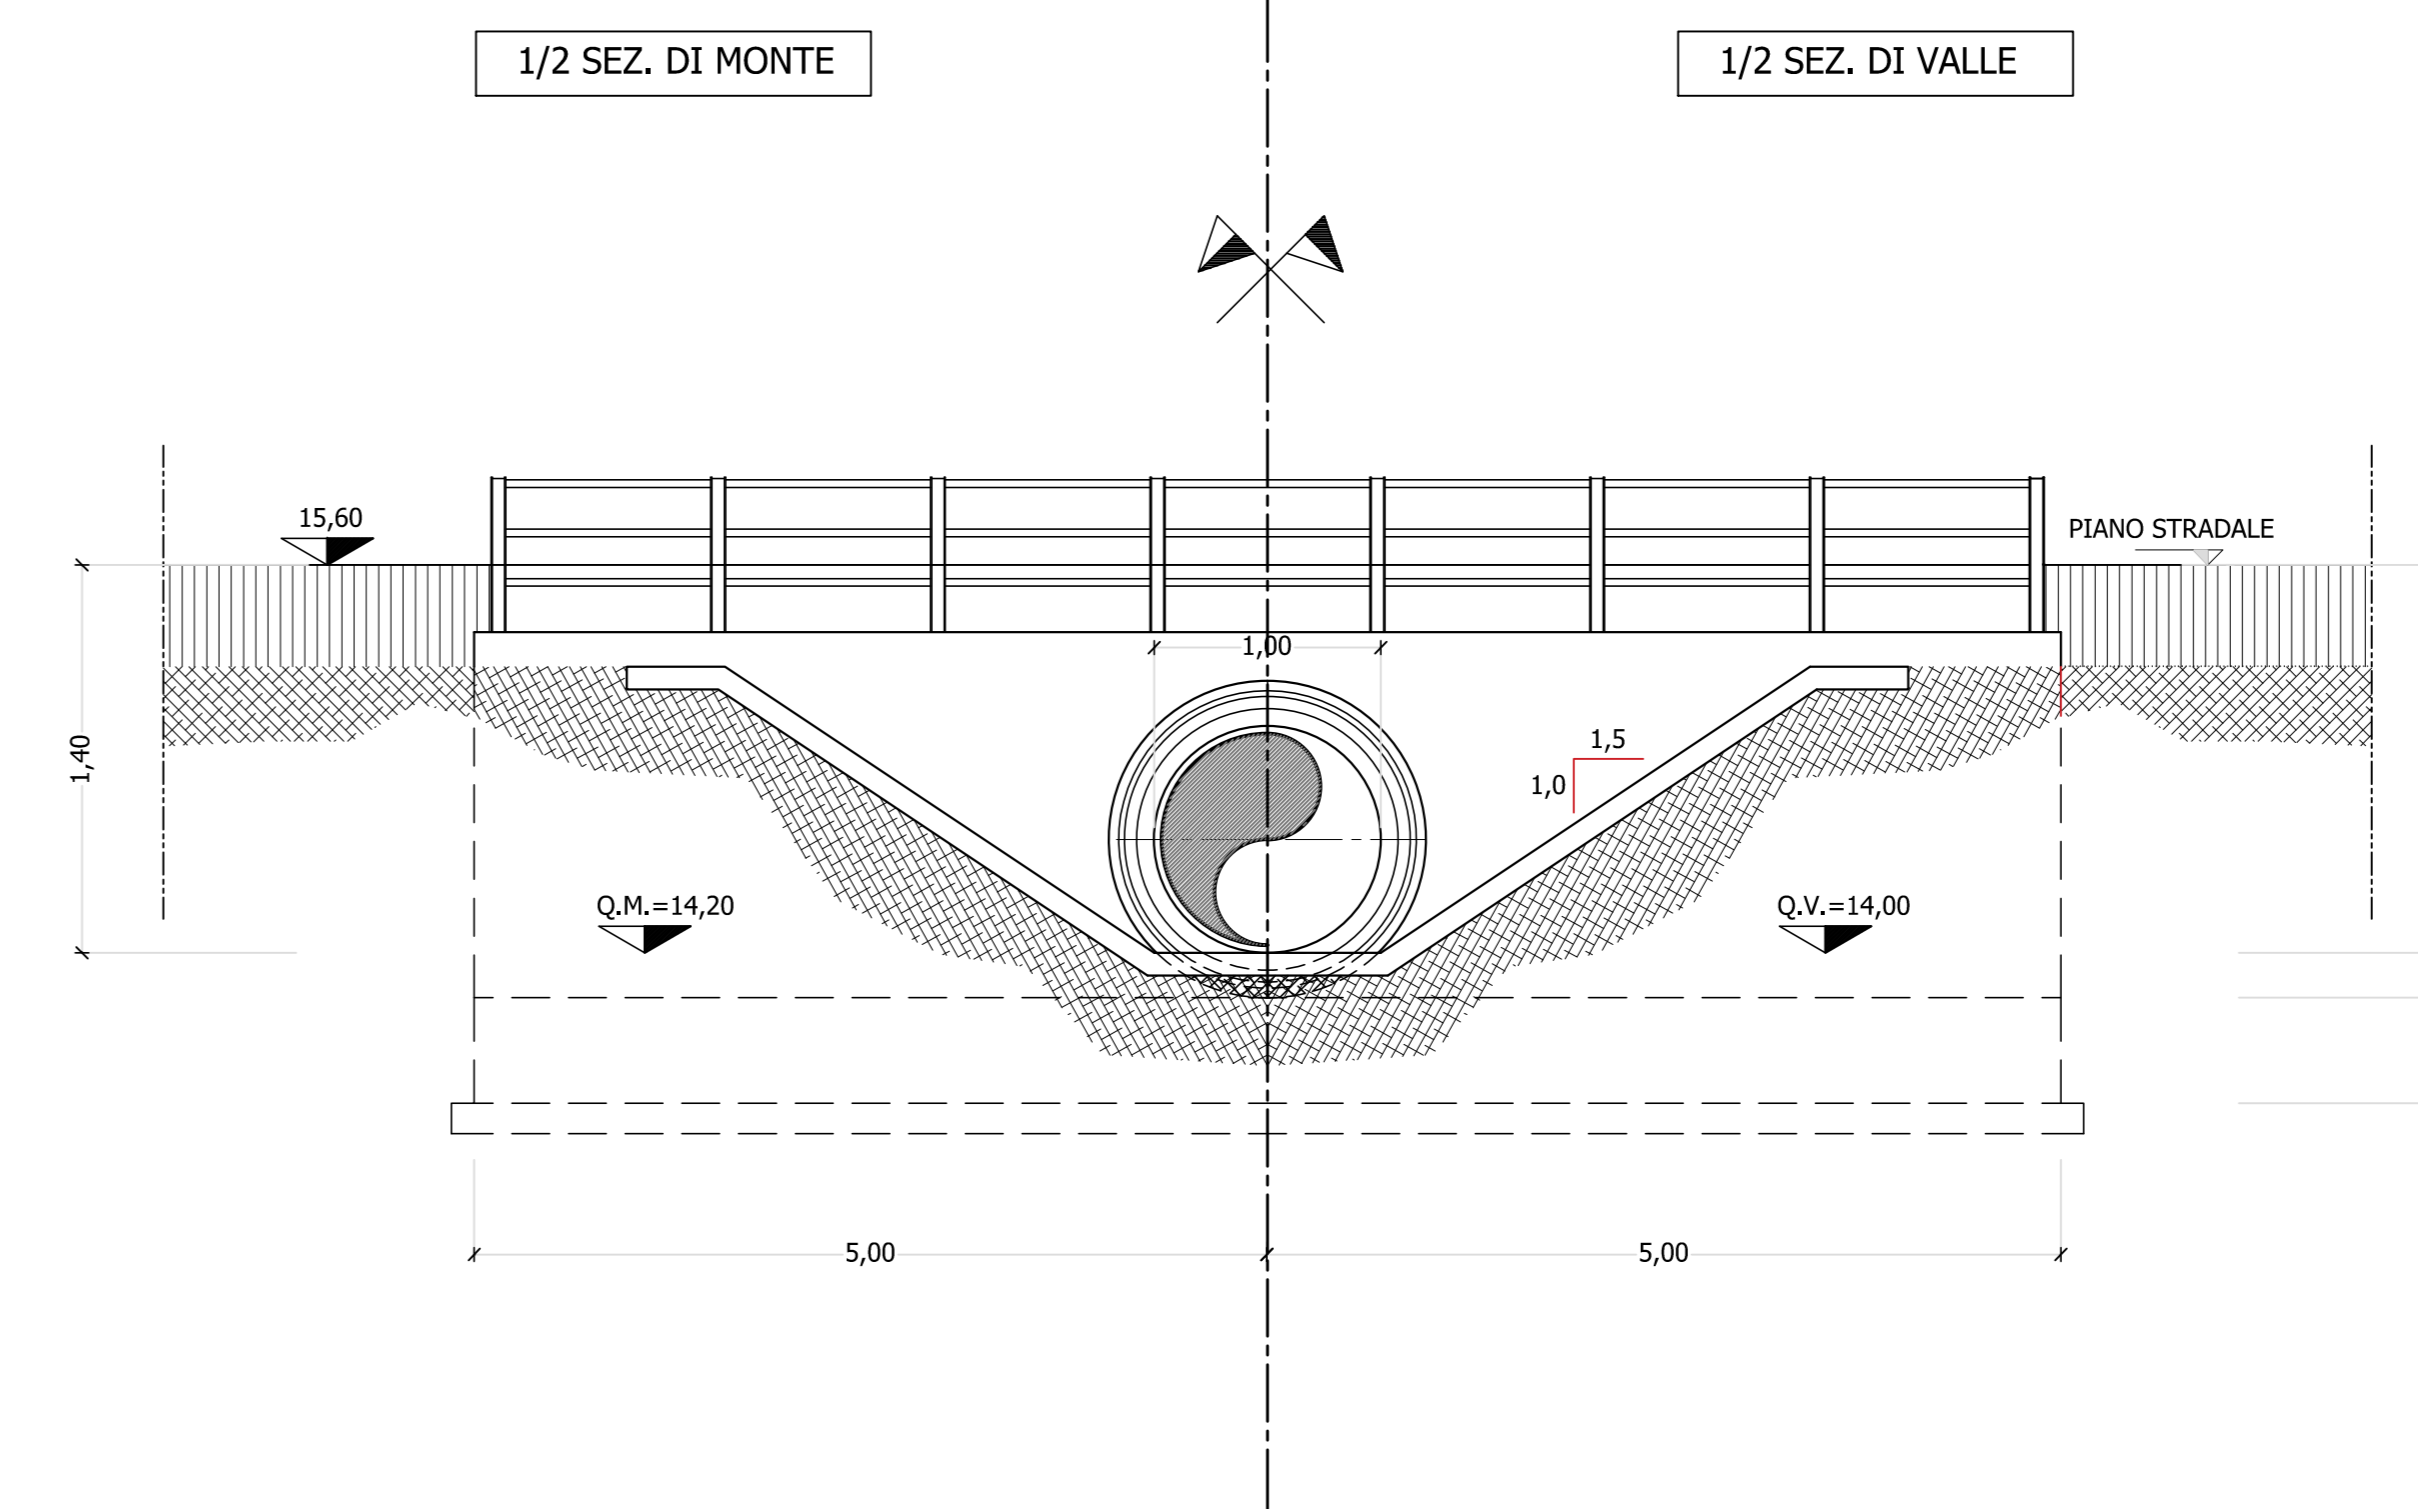 1/2 SEZ. DI MONTE
1/2 SEZ. DI VALLE
15,60
PIANO STRADALE
1,00
1,5
1,0
1,40
Q.M.=14,20
Q.V.=14,00
5,00
5,00